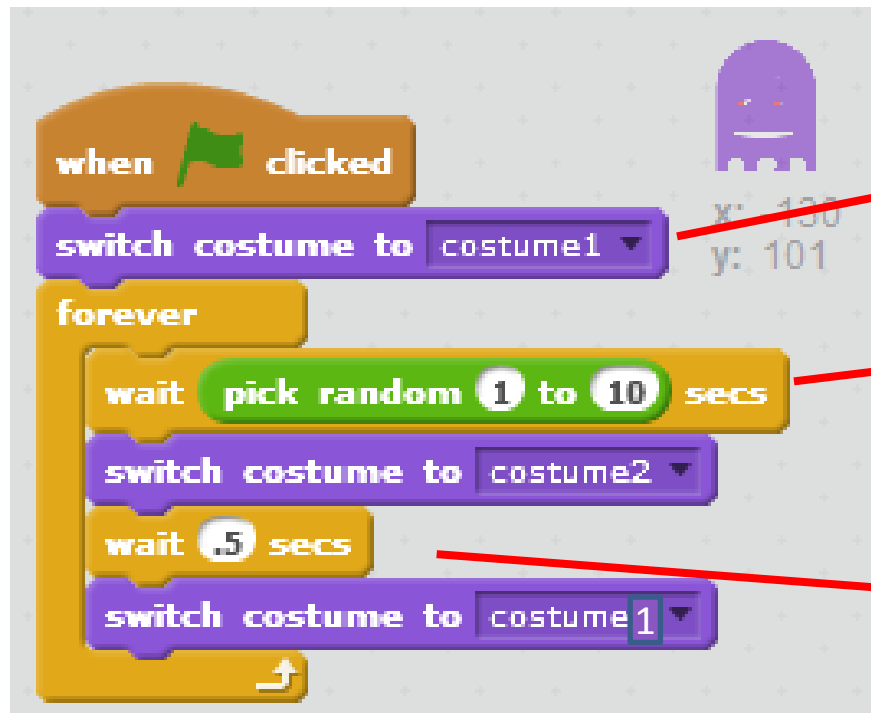 when clicked
switch costume to costume1
x: -130
y: 101
forever
wait pick random 1 to 10 secs
switch costume to costume2
wait .5 secs
switch costume to costume1